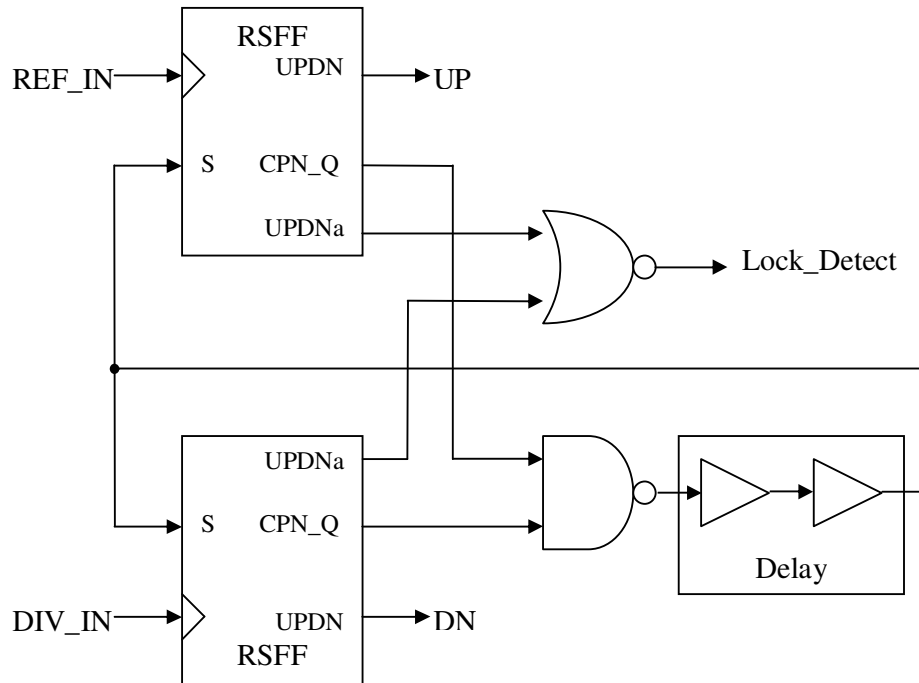 RSFF
UPDN
REF_IN
UP
S
CPN_Q
UPDNa
Lock_Detect
UPDNa
S
CPN_Q
Delay
DIV_IN
UPDN
DN
RSFF